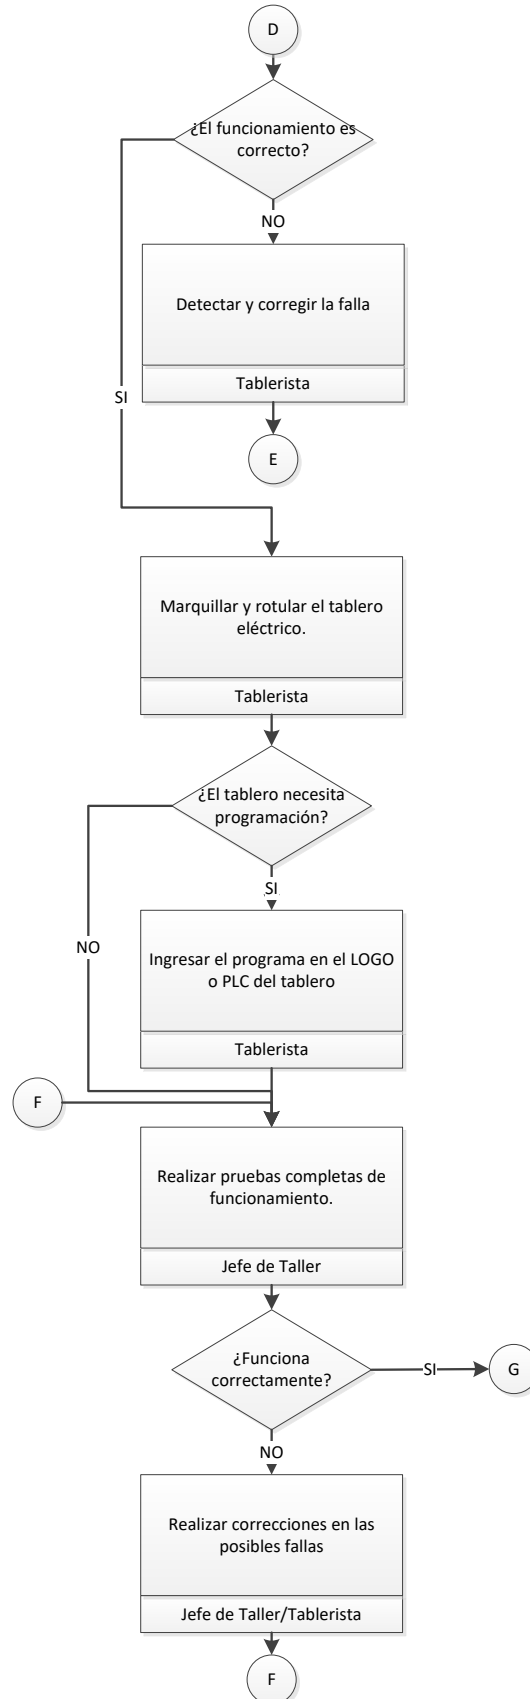 D
¿El funcionamiento es
correcto?
NO
Detectar y corregir la falla
Tablerista
SI
E
Marquillar y rotular el tablero
eléctrico.
Tablerista
¿El tablero necesita
programación?
SI
NO
Ingresar el programa en el LOGO
o PLC del tablero
Tablerista
F
Realizar pruebas completas de
funcionamiento.
Jefe de Taller
¿Funciona
correctamente?
SI
G
NO
Realizar correcciones en las
posibles fallas
Jefe de Taller/Tablerista
F